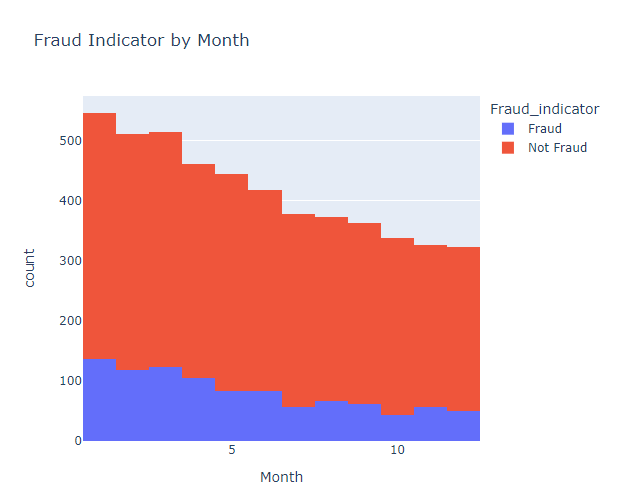 Fraud Indicator by Month
Fraud_indicator
Fraud
Not Fraud
500
400
300
200
100
0
count
5
10
Month